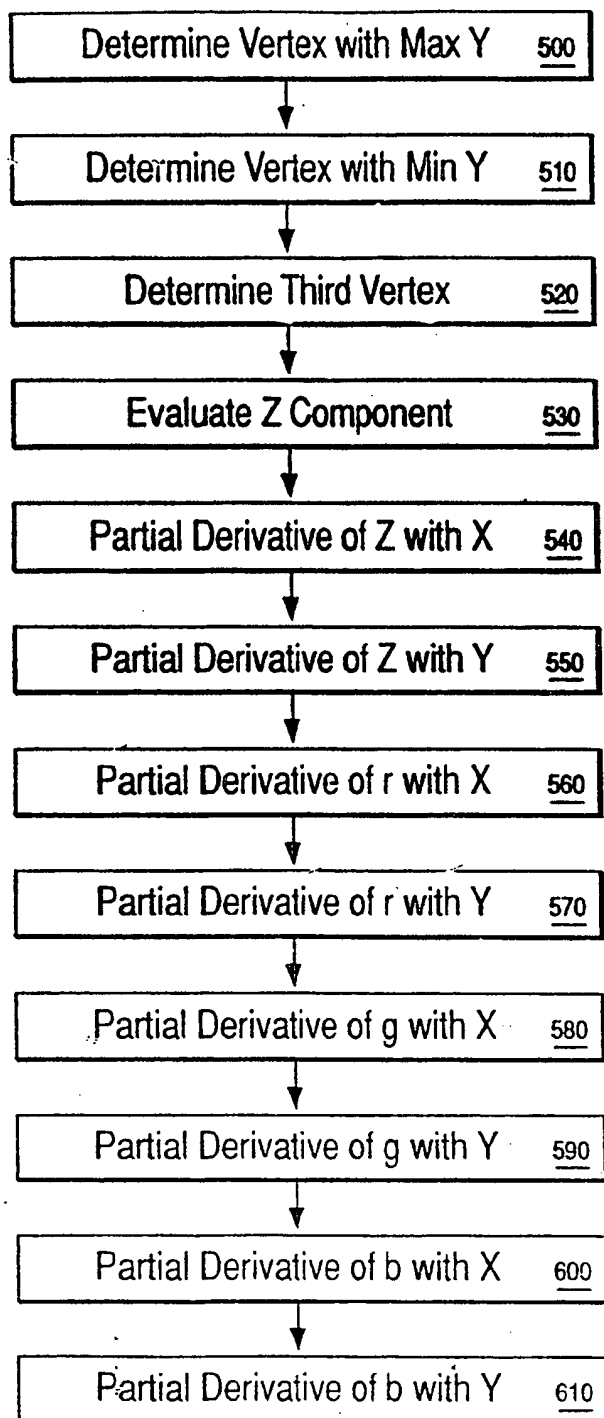 Determine Vertex with Max Y 500
Determine Vertex with Min Y 510
Determine Third Vertex 520
Evaluate Z Component 530
Partial Derivative of Z with X 540
Partial Derivative of Z with Y 550
Partial Derivative of r with X 560
Partial Derivative of r with Y 570
Partial Derivative of g with X 580
Partial Derivative of g with Y 590
Partial Derivative of b with X 600
Partial Derivative of b with Y 610